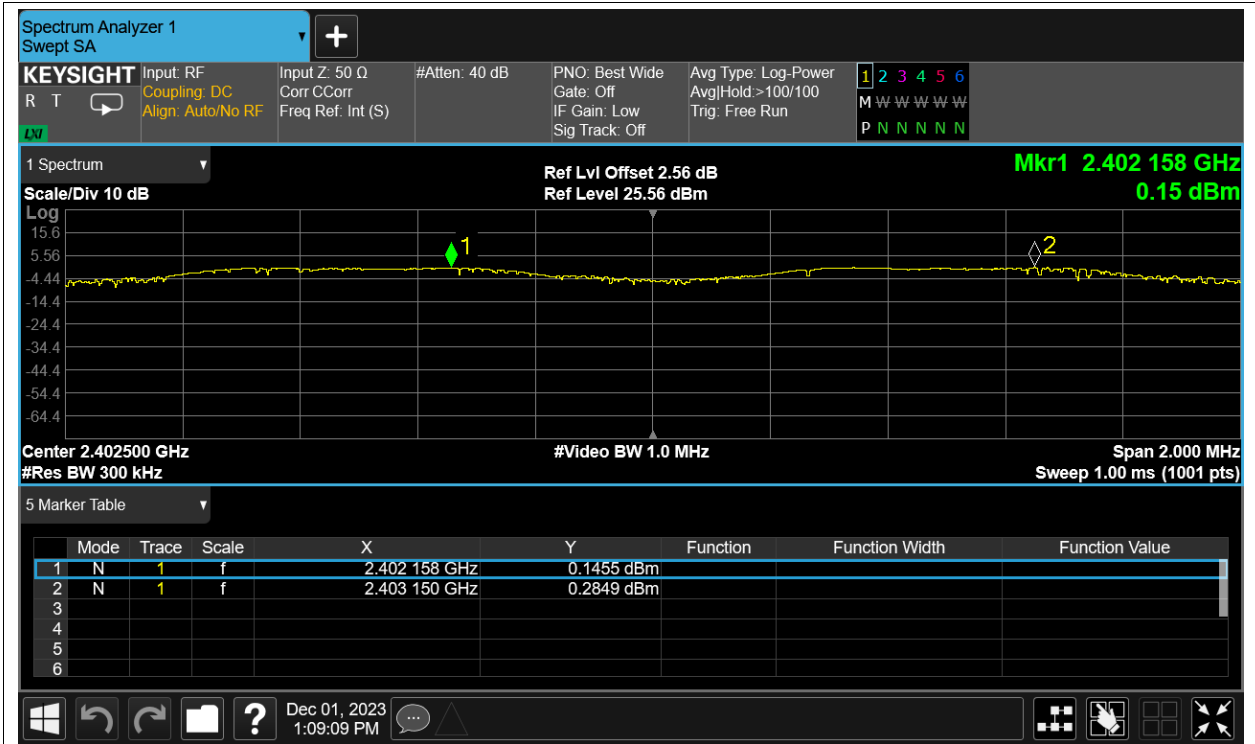 Spectrum Analyzer 1
Swept SA
+
KEYSIGHT
R T
LXI
Input: RF
Coupling: DC
Align: Auto/No RF
Input Z: 50 Ω
Corr CCorr
Freq Ref: Int (S)
#Atten: 40 dB
PNO: Best Wide
Gate: Off
IF Gain: Low
Sig Track: Off
Avg Type: Log-Power
Avg|Hold:>100/100
Trig: Free Run
1 2 3 4 5 6
M W W W W W
P N N N N N
1 Spectrum
Scale/Div 10 dB
Ref Lvl Offset 2.56 dB
Ref Level 25.56 dBm
Mkr1 2.402 158 GHz
0.15 dBm
Log
15.6
5.56
-4.44
-14.4
-24.4
-34.4
-44.4
-54.4
-64.4
1
2
Center 2.402500 GHz
#Res BW 300 kHz
#Video BW 1.0 MHz
Span 2.000 MHz
Sweep 1.00 ms (1001 pts)
5 Marker Table
Mode Trace Scale X Y Function Function Width Function Value
1 N 1 f 2.402 158 GHz 0.1455 dBm
2 N 1 f 2.403 150 GHz 0.2849 dBm
3
4
5
6
?
Dec 01, 2023
1:09:09 PM